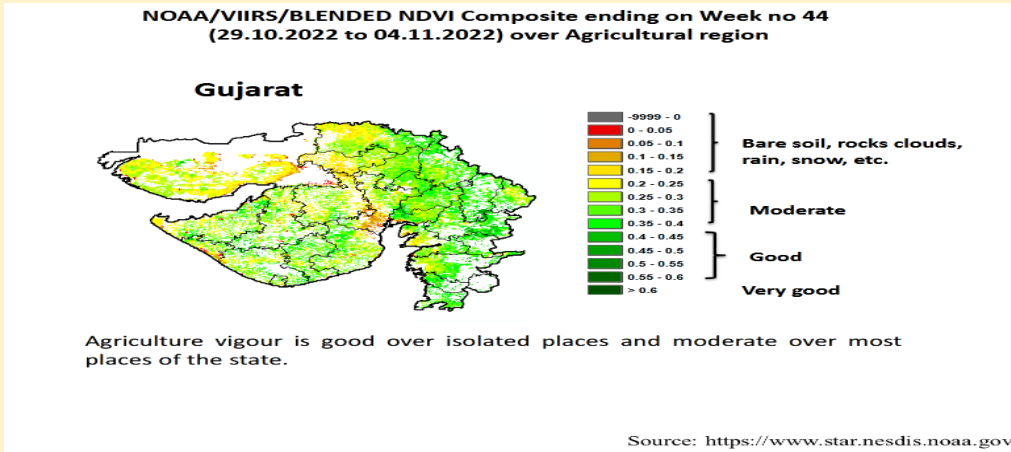 NOAA/VIIRS/BLENDED NDVI Composite ending on Week no 44
(29.10.2022 to 04.11.2022) over Agricultural region
Gujarat
-9999 - 0
0 - 0.05
0.05 - 0.1
0.1 - 0.15
0.15 - 0.2
0.2 - 0.25
0.25 - 0.3
0.3 - 0.35
0.35 - 0.4
0.4 - 0.45
0.45 - 0.5
0.5 - 0.55
0.55 - 0.6
> 0.6
Bare soil, rocks clouds,
rain, snow, etc.
Moderate
Good
Very good
Agriculture vigour is good over isolated places and moderate over most
places of the state.
Source: https://www.star.nesdis.noaa.gov